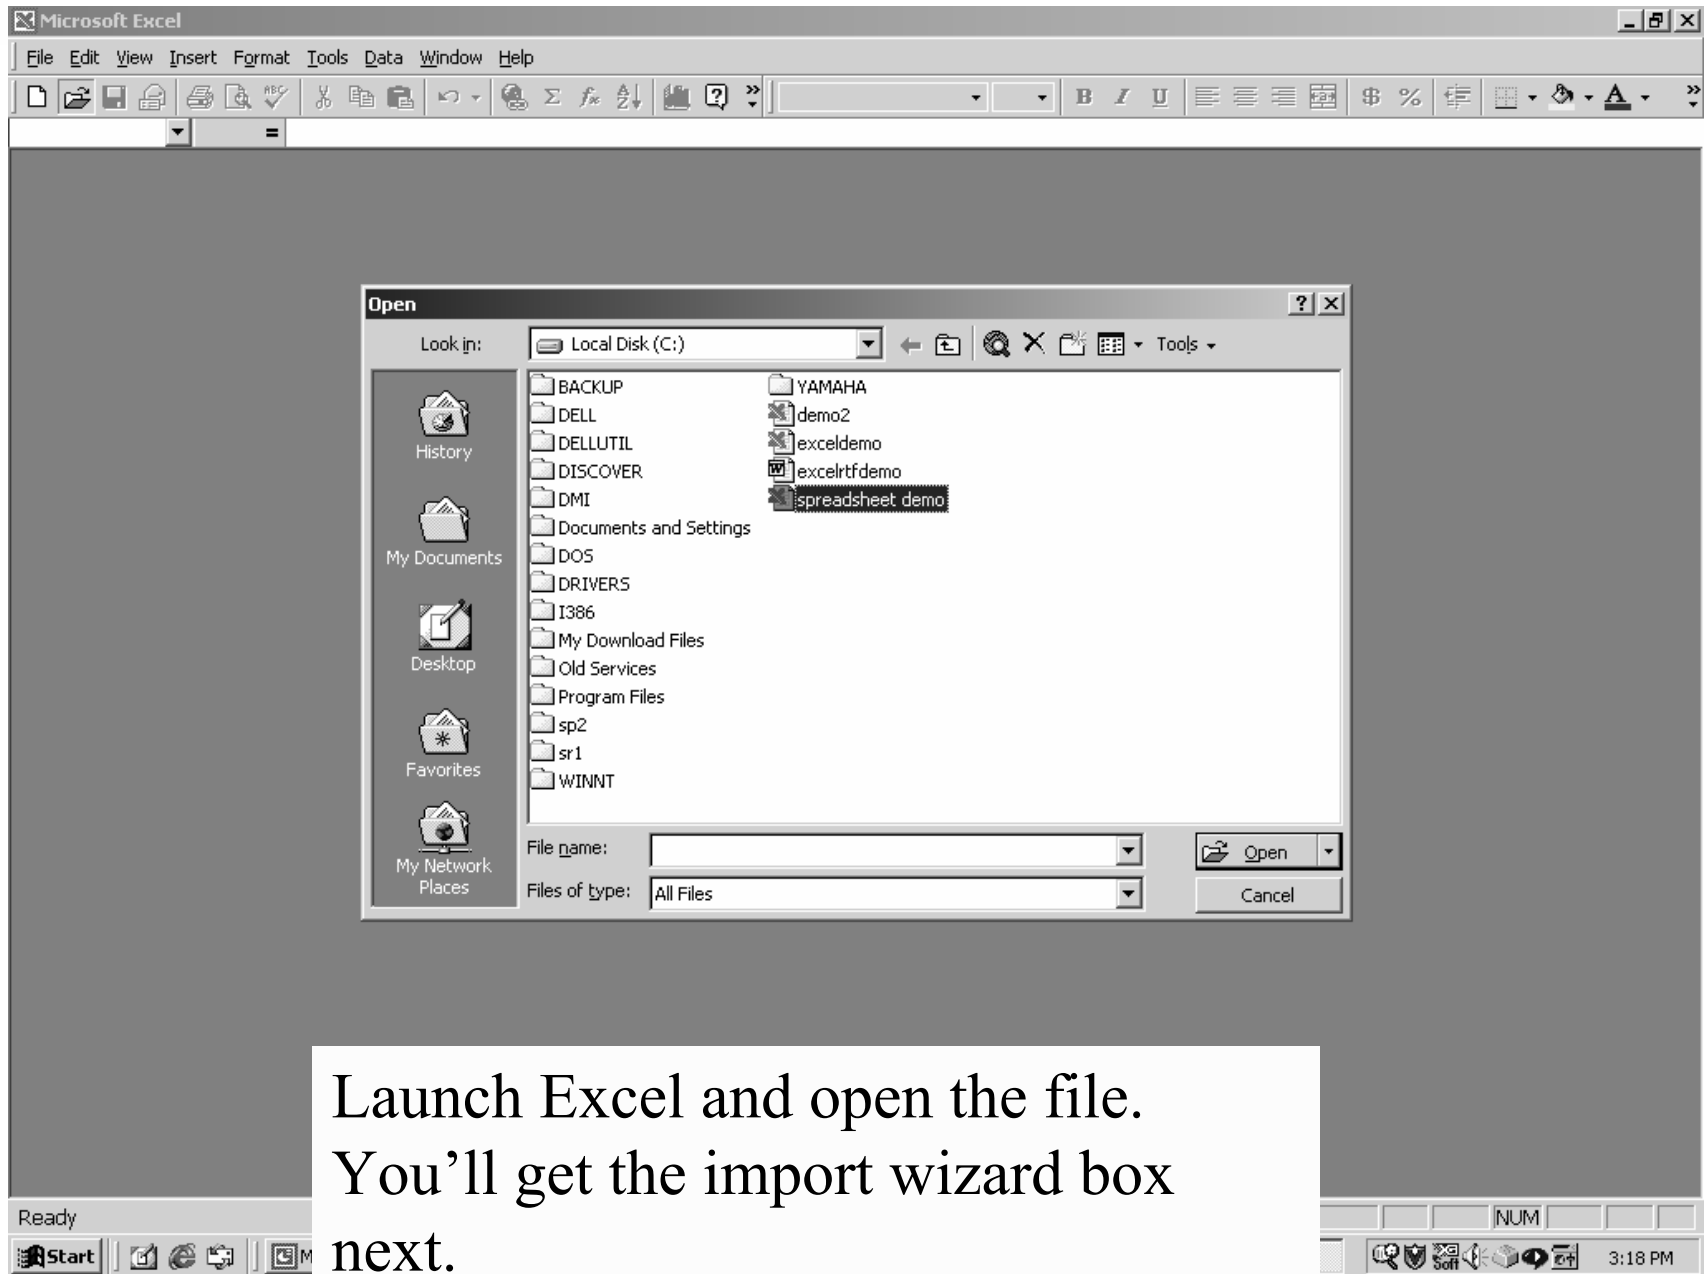 Microsoft Excel
File Edit View Insert Format Tools Data Window Help
ABC Σ fx B I U $ % A
=
Open
Look in: Local Disk (C:) Tools
History
My Documents
Desktop
Favorites
My Network
Places
BACKUP
DELL
DELLUTIL
DISCOVER
DMI
Documents and Settings
DOS
DRIVERS
I386
My Download Files
Old Services
Program Files
sp2
sr1
WINNT
YAMAHA
demo2
exceldemo
excelrtfdemo
spreadsheet demo
File name: Open
Files of type: All Files Cancel
Launch Excel and open the file.
You’ll get the import wizard box
next.
Ready NUM
Start M 3:18 PM